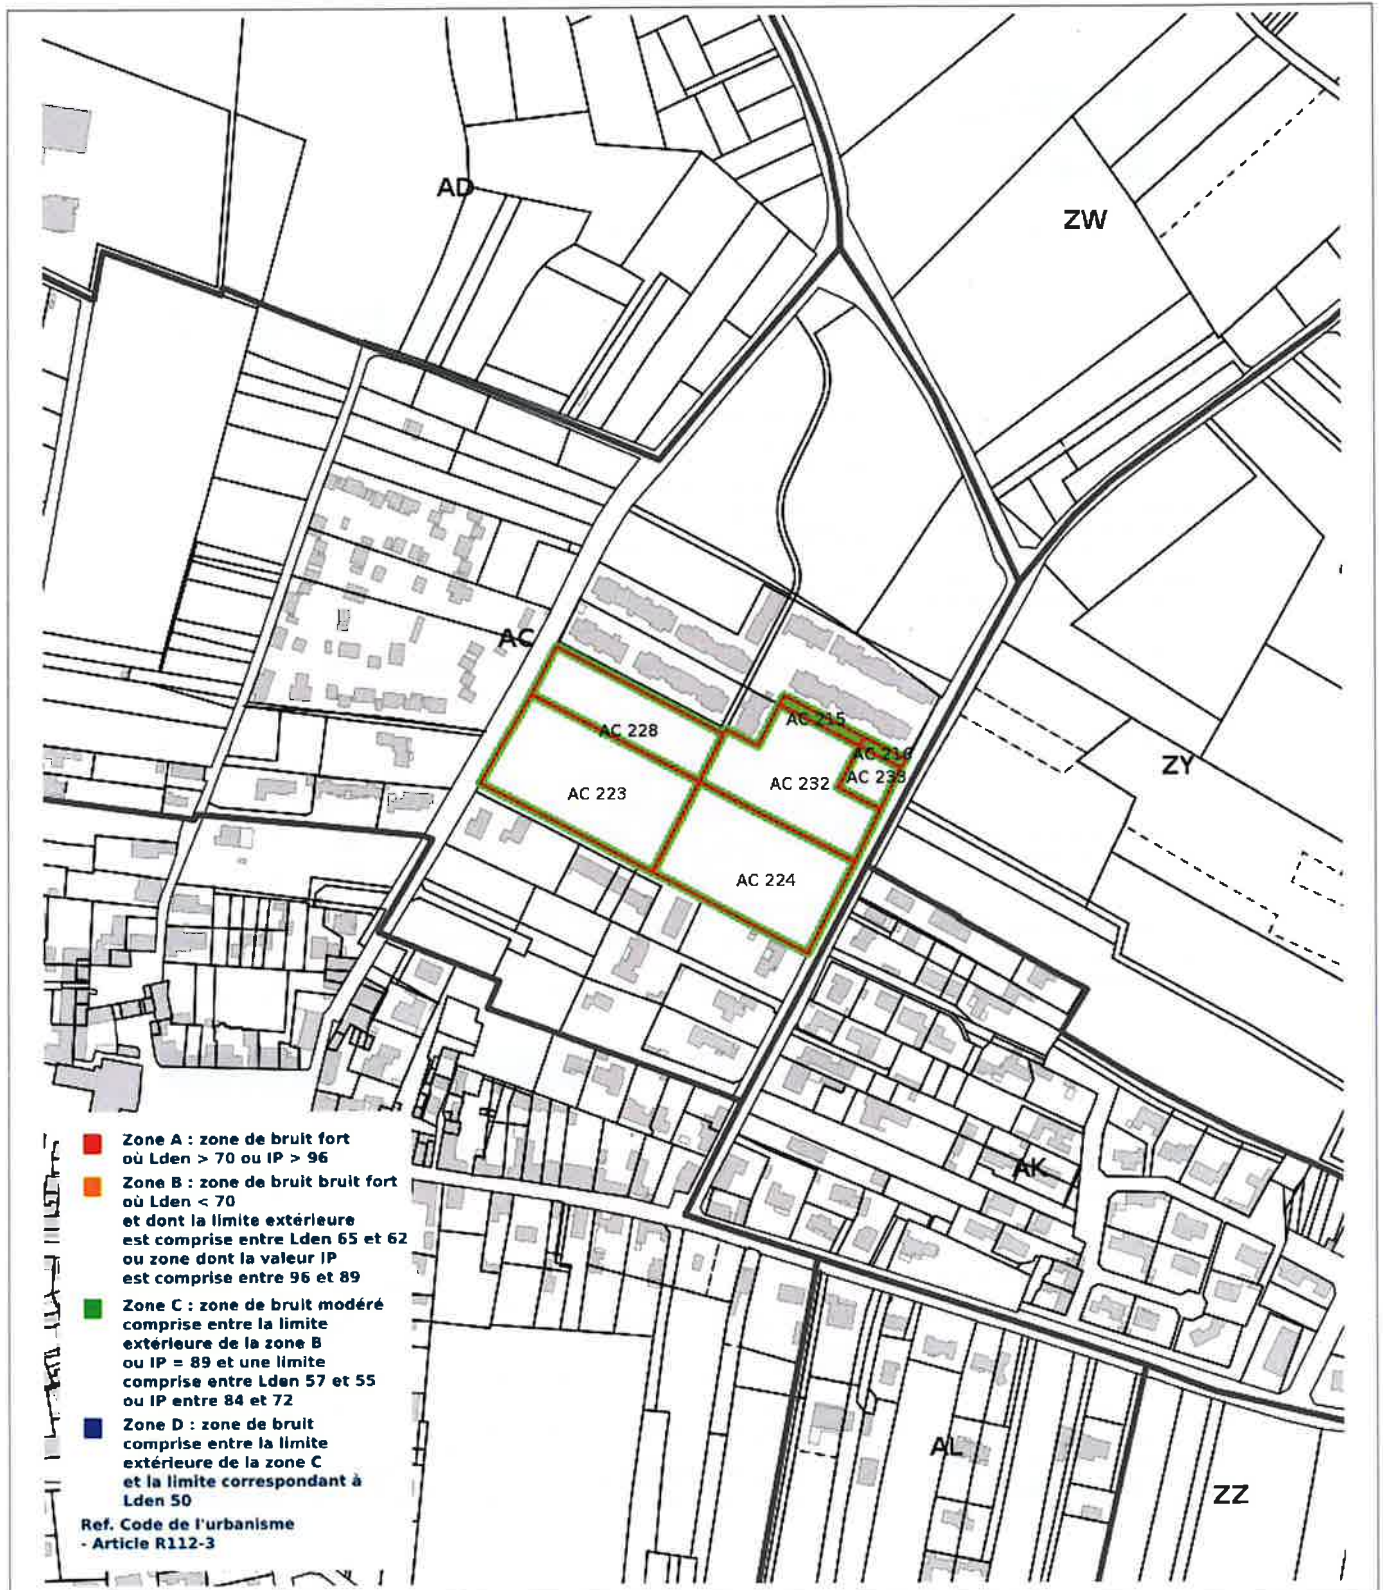 AD
ZW
AC
AC 215
AC 228
AC 216
ZY
AC 233
AC 232
AC 223
AC 224
Zone A : zone de bruit fort
où Lden > 70 ou IP > 96
Zone B : zone de bruit bruit fort
où Lden < 70
et dont la limite extérieure
est comprise entre Lden 65 et 62
ou zone dont la valeur IP
est comprise entre 96 et 89
Zone C : zone de bruit modéré
comprise entre la limite
extérieure de la zone B
ou IP = 89 et une limite
comprise entre Lden 57 et 55
ou IP entre 84 et 72
Zone D : zone de bruit
comprise entre la limite
extérieure de la zone C
et la limite correspondant à
Lden 50
Ref. Code de l'urbanisme
- Article R112-3
AK
AL
ZZ